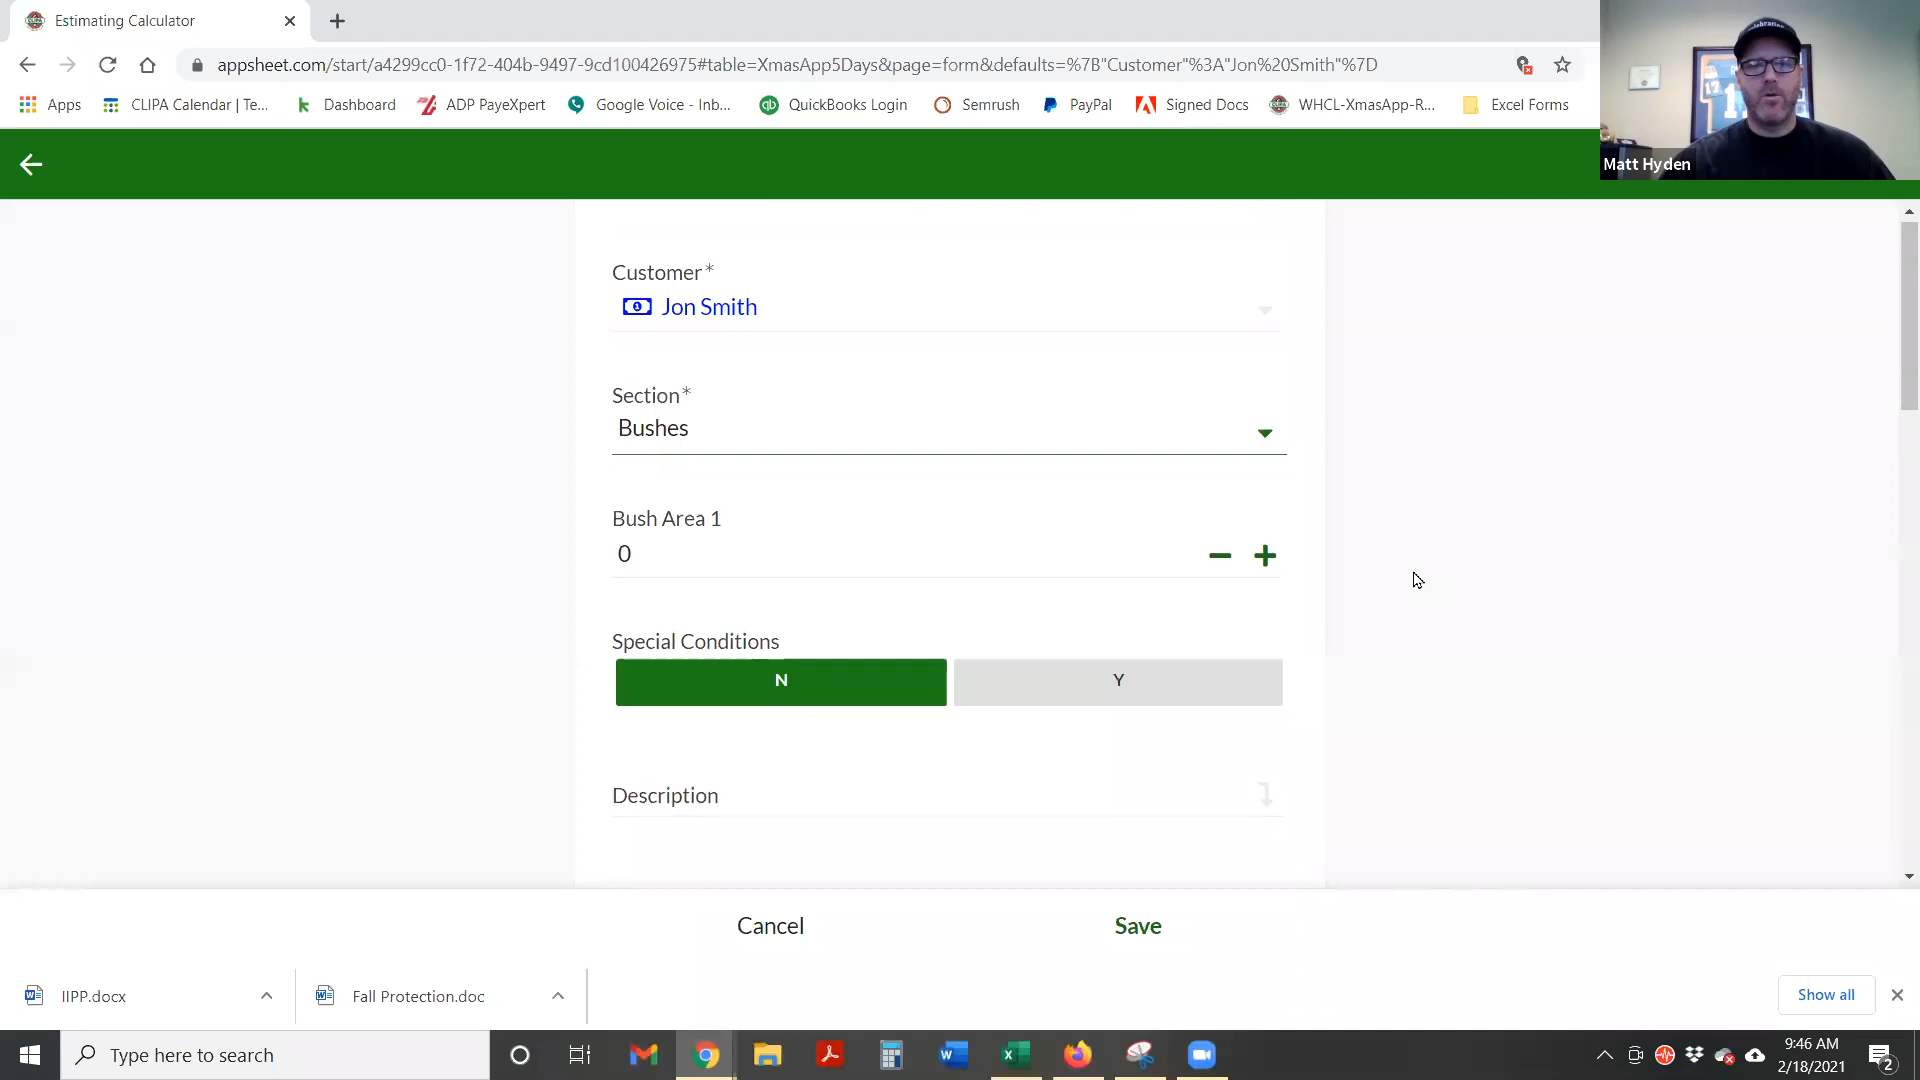 Estimating Calculator
appsheet.com/start/a4299cc0-1f72-404b-9497-9cd100426975#table=XmasApp5Days&page=form&defaults=%7B"Customer"%3A"Jon%20Smith"%7D
Apps CLIPA Calendar | Te... Dashboard ADP PayeXpert Google Voice - Inb... QuickBooks Login Semrush PayPal Signed Docs WHCL-XmasApp-R... Excel Forms
Matt Hyden
Customer*
Jon Smith
Section*
Bushes
Bush Area 1
0
Special Conditions
N Y
Description
Cancel Save
IIPP.docx Fall Protection.doc Show all
Type here to search
9:46 AM
2/18/2021
2